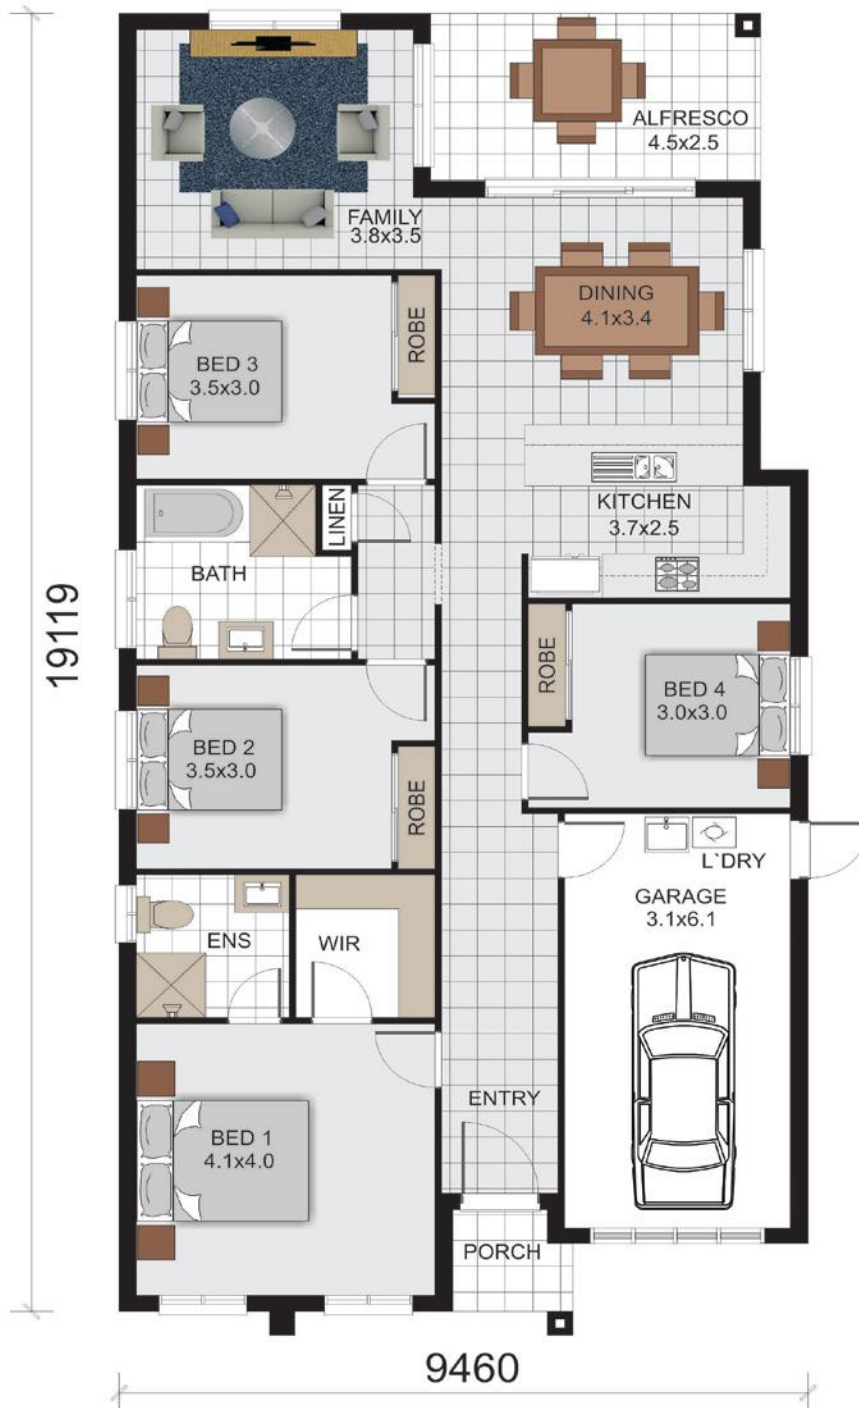 ALFRESCO
4.5x2.5
FAMILY
3.8x3.5
DINING
4.1x3.4
BED 3
3.5x3.0
ROBE
LINEN
KITCHEN
3.7x2.5
BATH
19119
ROBE
BED 4
3.0x3.0
BED 2
3.5x3.0
ROBE
L`DRY
GARAGE
3.1x6.1
ENS
WIR
ENTRY
BED 1
4.1x4.0
PORCH
9460